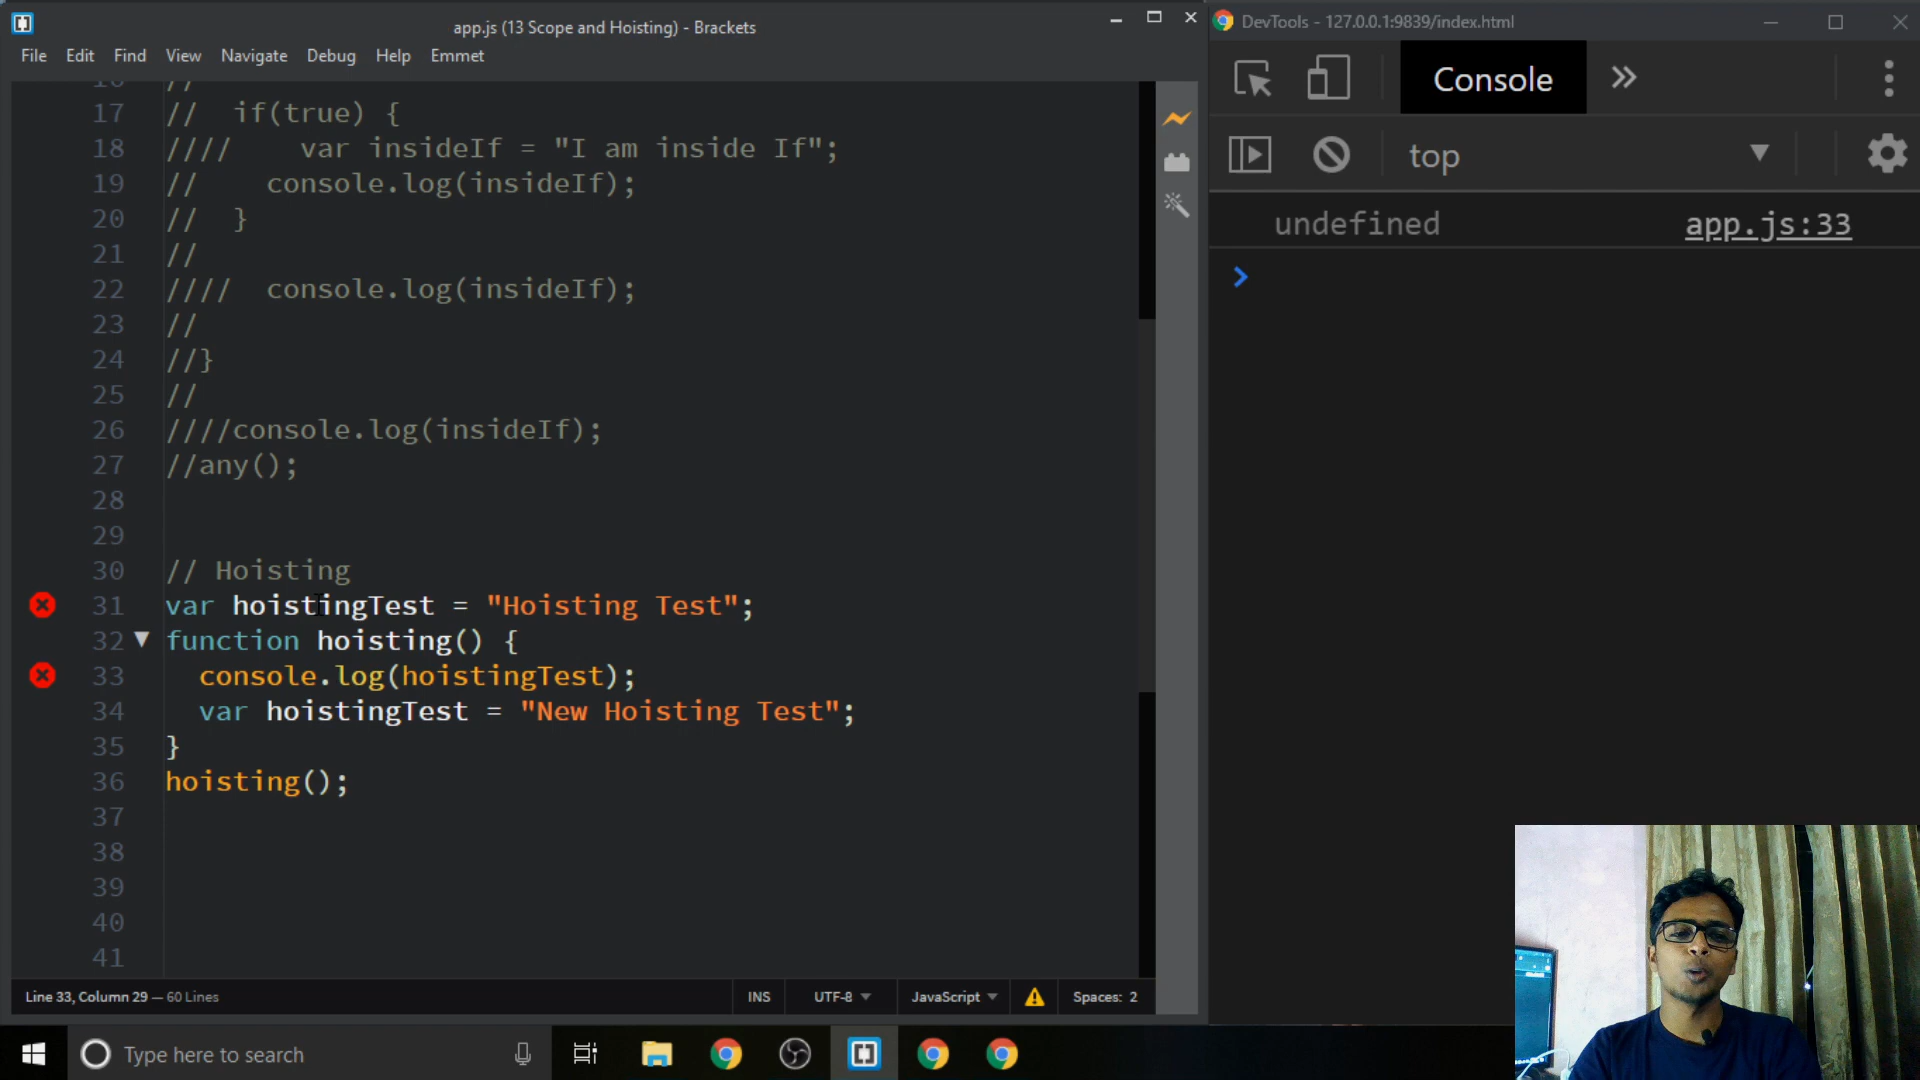 app.js (13 Scope and Hoisting) - Brackets
File Edit Find View Navigate Debug Help Emmet
16 //
17 // if(true) {
18 //// var insideIf = "I am inside If";
19 // console.log(insideIf);
20 // }
21 //
22 //// console.log(insideIf);
23 //
24 //}
25 //
26 ////console.log(insideIf);
27 //any();
28
29
30 // Hoisting
31 var hoistingTest = "Hoisting Test";
32 function hoisting() {
33 console.log(hoistingTest);
34 var hoistingTest = "New Hoisting Test";
35 }
36 hoisting();
37
38
39
40
41
Line 33, Column 29 — 60 Lines
INS UTF-8 JavaScript Spaces: 2
DevTools - 127.0.0.1:9839/index.html
Console
top
undefined app.js:33
Type here to search